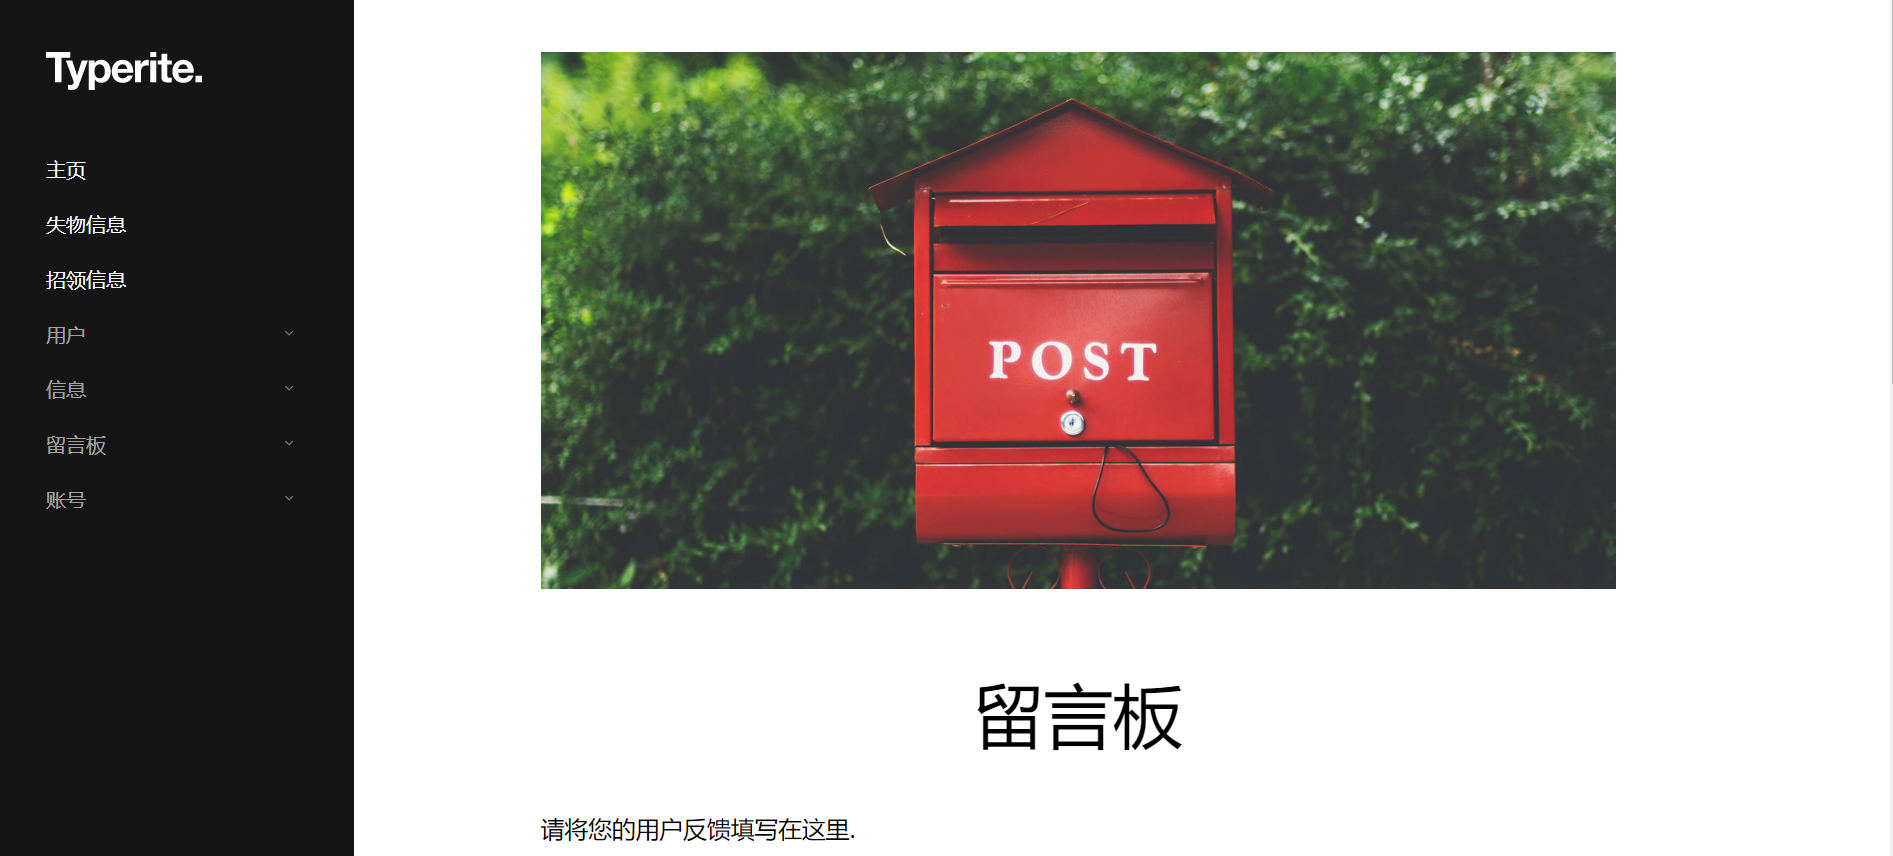 Typerite.
主页
失物信息
招领信息
用户
信息
留言板
账号
POST
留言板
请将您的用户反馈填写在这里.